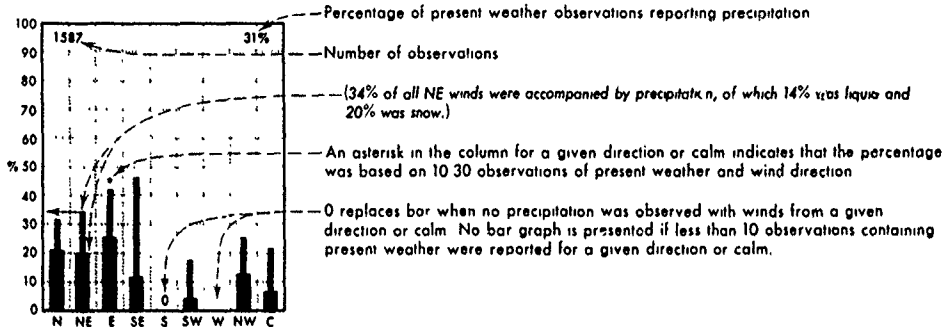 Percentage of present weather observations reporting precipitation
1587 31%
Number of observations
(34% of all NE winds were accompanied by precipitation, of which 14% was liquid and
20% was snow.)
An asterisk in the column for a given direction or calm indicates that the percentage
was based on 10 30 observations of present weather and wind direction
0 replaces bar when no precipitation was observed with winds from a given
direction or calm No bar graph is presented if less than 10 observations containing
present weather were reported for a given direction or calm.
100
90
80
70
60
%
50
40
30
20
10
0
0
N NE E SE S SW W NW C